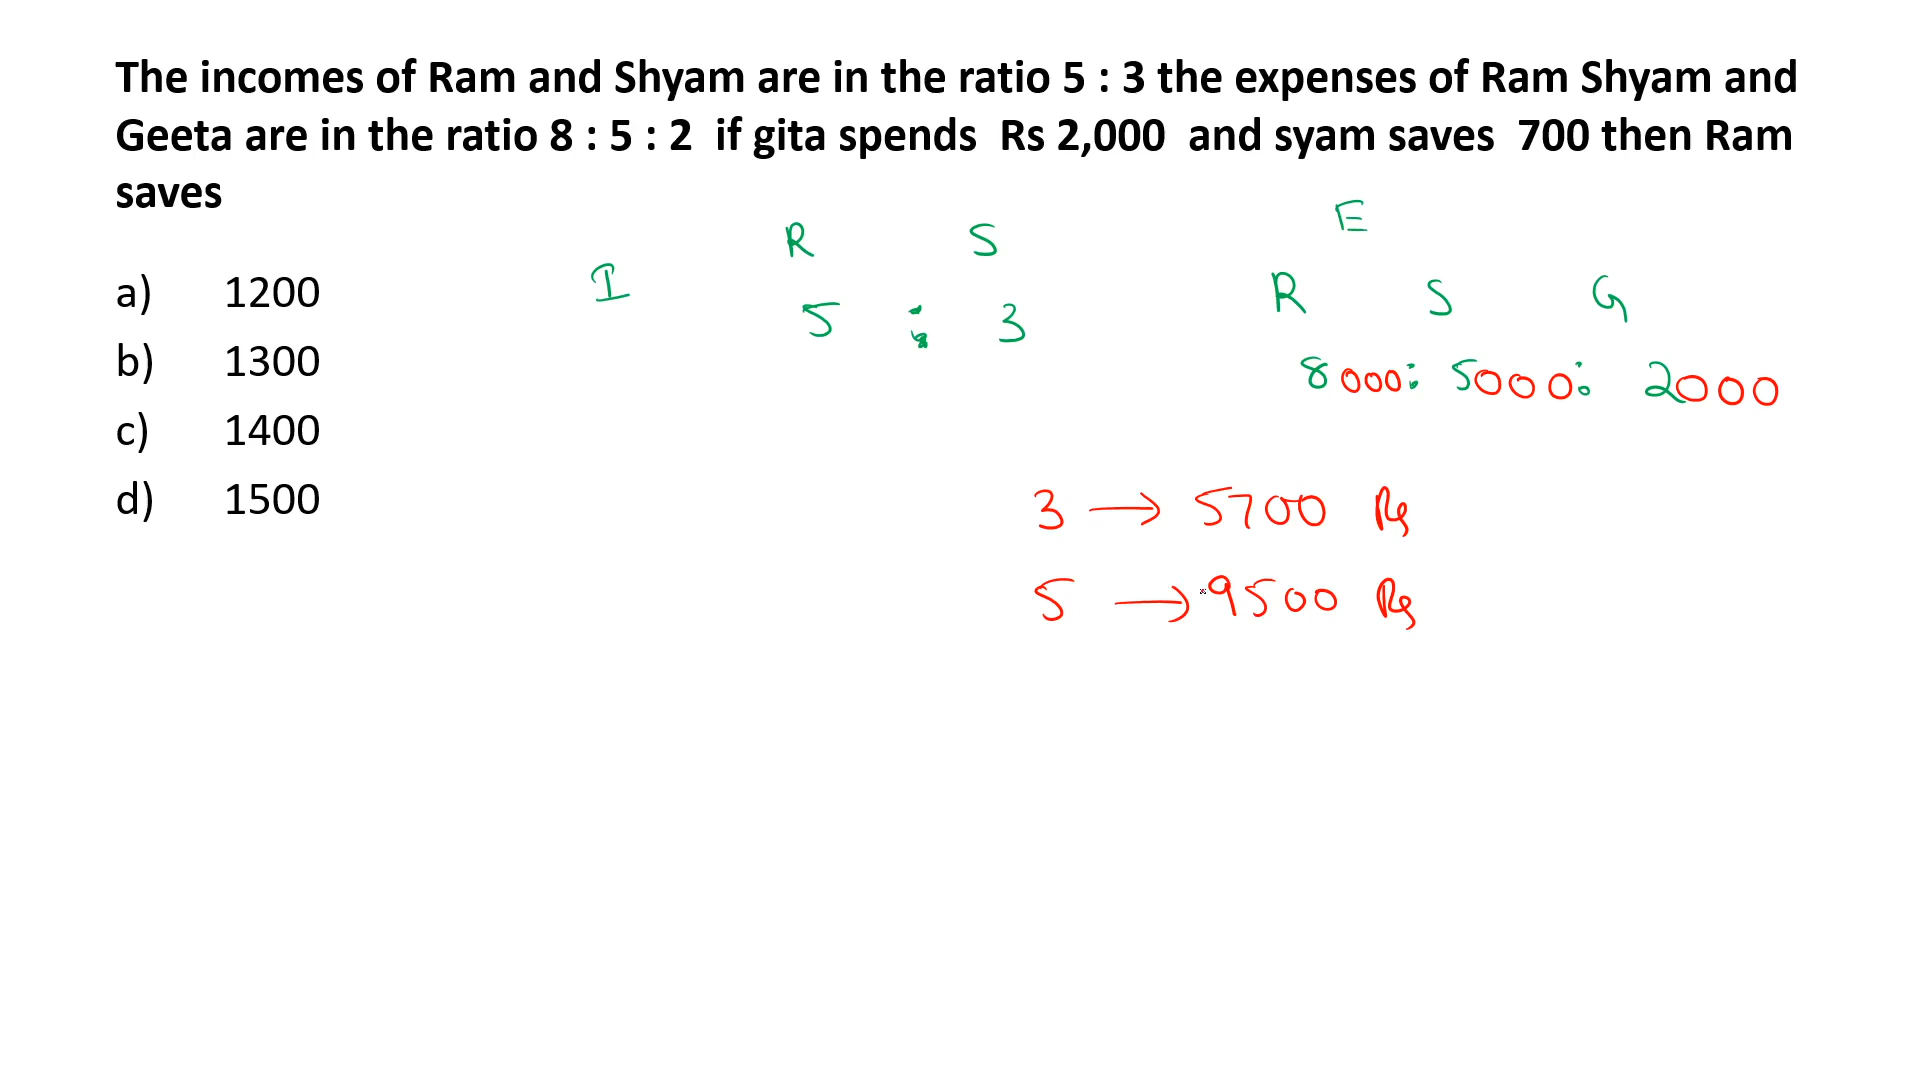 The incomes of Ram and Shyam are in the ratio 5 : 3 the expenses of Ram Shyam and
Geeta are in the ratio 8 : 5 : 2 if gita spends Rs 2,000 and syam saves 700 then Ram
saves
a) 1200
b) 1300
c) 1400
d) 1500
R S
I 5 : 3
E
R S G
8000: 5000: 2000
3 → 5700 Rs
5 → 9500 Rs